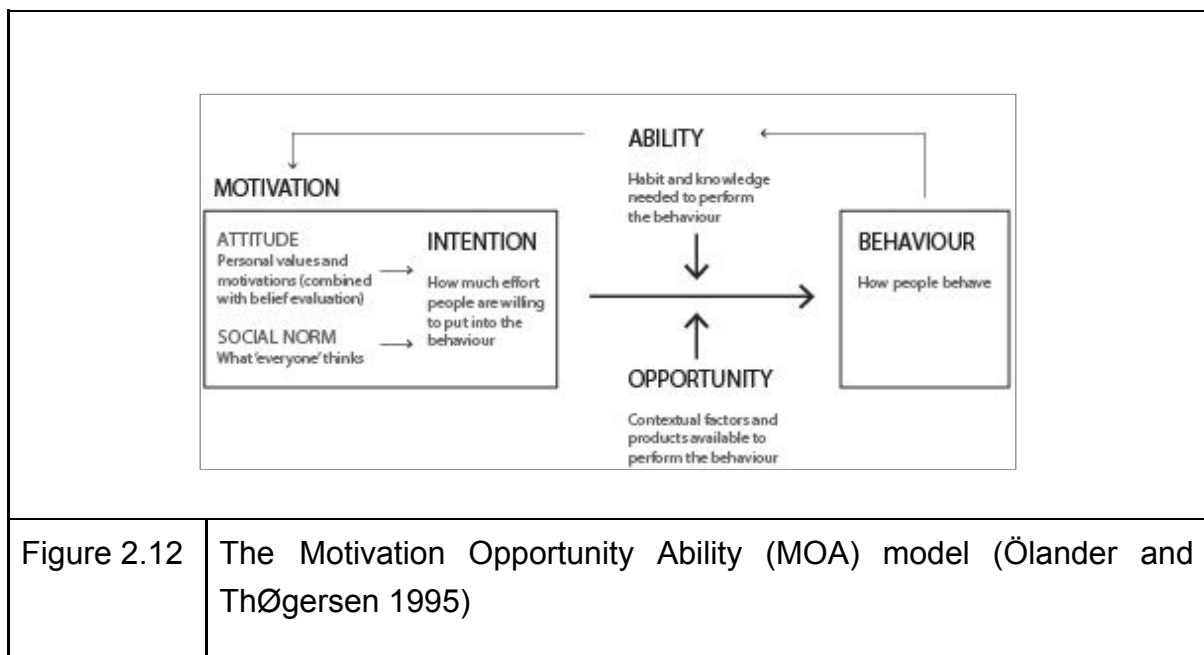 ABILITY
Habit and knowledge
needed to perform
the behaviour
MOTIVATION
ATTITUDE
Personal values and
motivations (combined
with belief evaluation)
SOCIAL NORM
What 'everyone' thinks
INTENTION
How much effort
people are willing
to put into the
behaviour
BEHAVIOUR
How people behave
OPPORTUNITY
Contextual factors and
products available to
perform the behaviour
Figure 2.12
The Motivation Opportunity Ability (MOA) model (Ölander and
ThØgersen 1995)